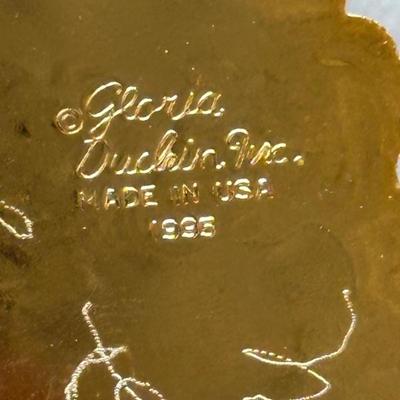 © Gloria
Duchin. Inc.
MADE IN USA
1995